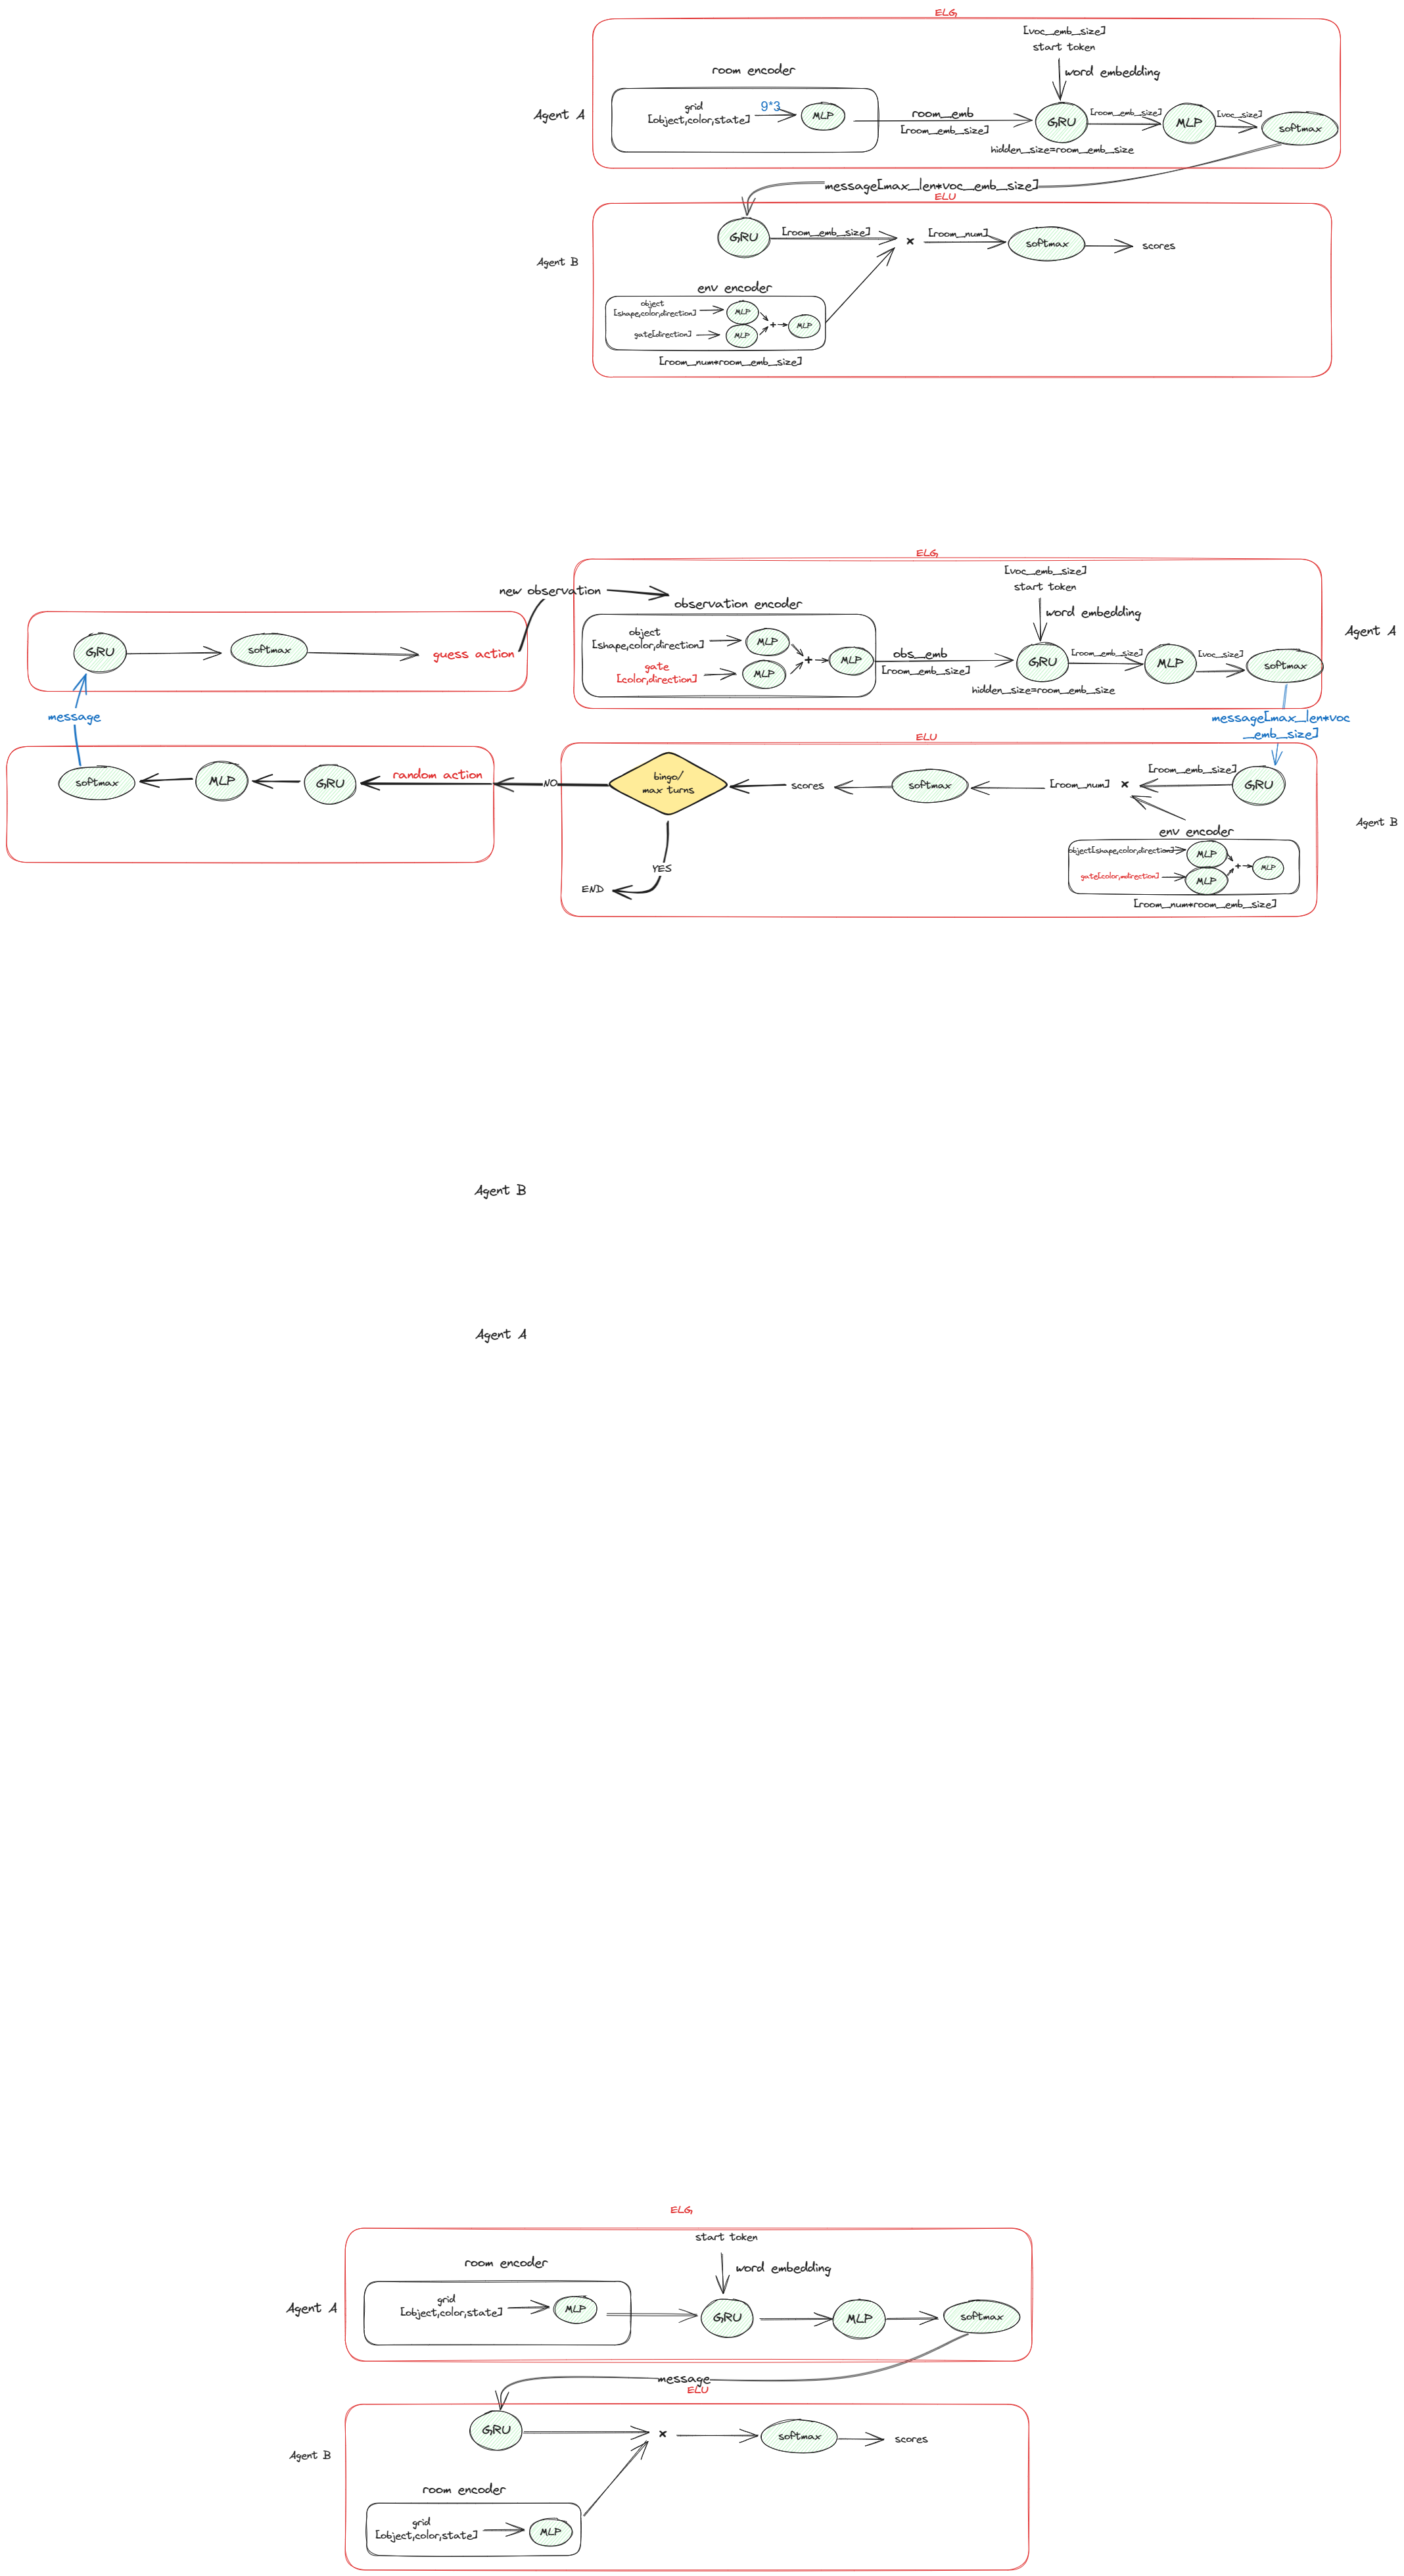 ELG
[voc_emb_size]
start token
word embedding
room encoder
Agent A
grid
[object,color,state]
9*3
MLP
room_emb
[room_emb_size]
GRU
hidden_size=room_emb_size
[room_emb_size]
MLP
[voc_size]
softmax
message[max_len*voc_emb_size]
ELU
Agent B
GRU
[room_emb_size]
×
[room_num]
softmax
scores
env encoder
object
[shape,color,direction]
MLP
gate[direction]
MLP
+
MLP
[room_num*room_emb_size]
ELG
[voc_emb_size]
start token
word embedding
new observation
observation encoder
object
[shape,color,direction]
MLP
gate
[color,direction]
MLP
+
MLP
obs_emb
[room_emb_size]
GRU
hidden_size=room_emb_size
[room_emb_size]
MLP
[voc_size]
softmax
Agent A
GRU
softmax
guess action
message
message[max_len*voc
_emb_size]
ELU
softmax
MLP
GRU
random action
NO
bingo/
max turns
YES
END
scores
softmax
[room_num]
×
[room_emb_size]
GRU
Agent B
env encoder
object[shape,color,direction]
MLP
gate[color,mdirection]
MLP
+
MLP
[room_num*room_emb_size]
Agent B
Agent A
ELG
start token
word embedding
room encoder
Agent A
grid
[object,color,state]
MLP
GRU
MLP
softmax
message
ELU
Agent B
GRU
×
softmax
scores
room encoder
grid
[object,color,state]
MLP